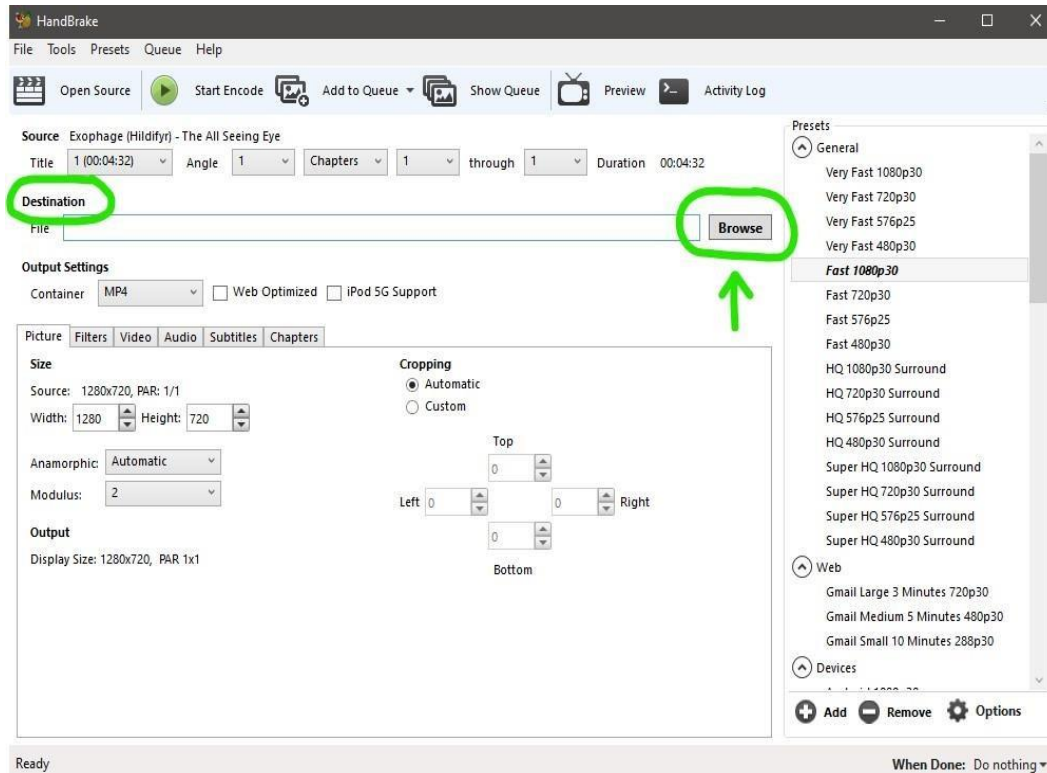 HandBrake
File Tools Presets Queue Help
Open Source Start Encode Add to Queue Show Queue Preview Activity Log
Source Exophage (Hildifyr) - The All Seeing Eye
Title 1 (00:04:32) Angle 1 Chapters 1 through 1 Duration 00:04:32
Destination
File Browse
Output Settings
Container MP4 Web Optimized iPod 5G Support
Picture Filters Video Audio Subtitles Chapters
Size
Source: 1280x720, PAR: 1/1
Width: 1280 Height: 720
Anamorphic: Automatic
Modulus: 2
Output
Display Size: 1280x720, PAR 1x1
Cropping
Automatic
Custom
Top
0
Left 0 0 Right
0
Bottom
Presets
General
Very Fast 1080p30
Very Fast 720p30
Very Fast 576p25
Very Fast 480p30
Fast 1080p30
Fast 720p30
Fast 576p25
Fast 480p30
HQ 1080p30 Surround
HQ 720p30 Surround
HQ 576p25 Surround
HQ 480p30 Surround
Super HQ 1080p30 Surround
Super HQ 720p30 Surround
Super HQ 576p25 Surround
Super HQ 480p30 Surround
Web
Gmail Large 3 Minutes 720p30
Gmail Medium 5 Minutes 480p30
Gmail Small 10 Minutes 288p30
Devices
Add Remove Options
Ready When Done: Do nothing